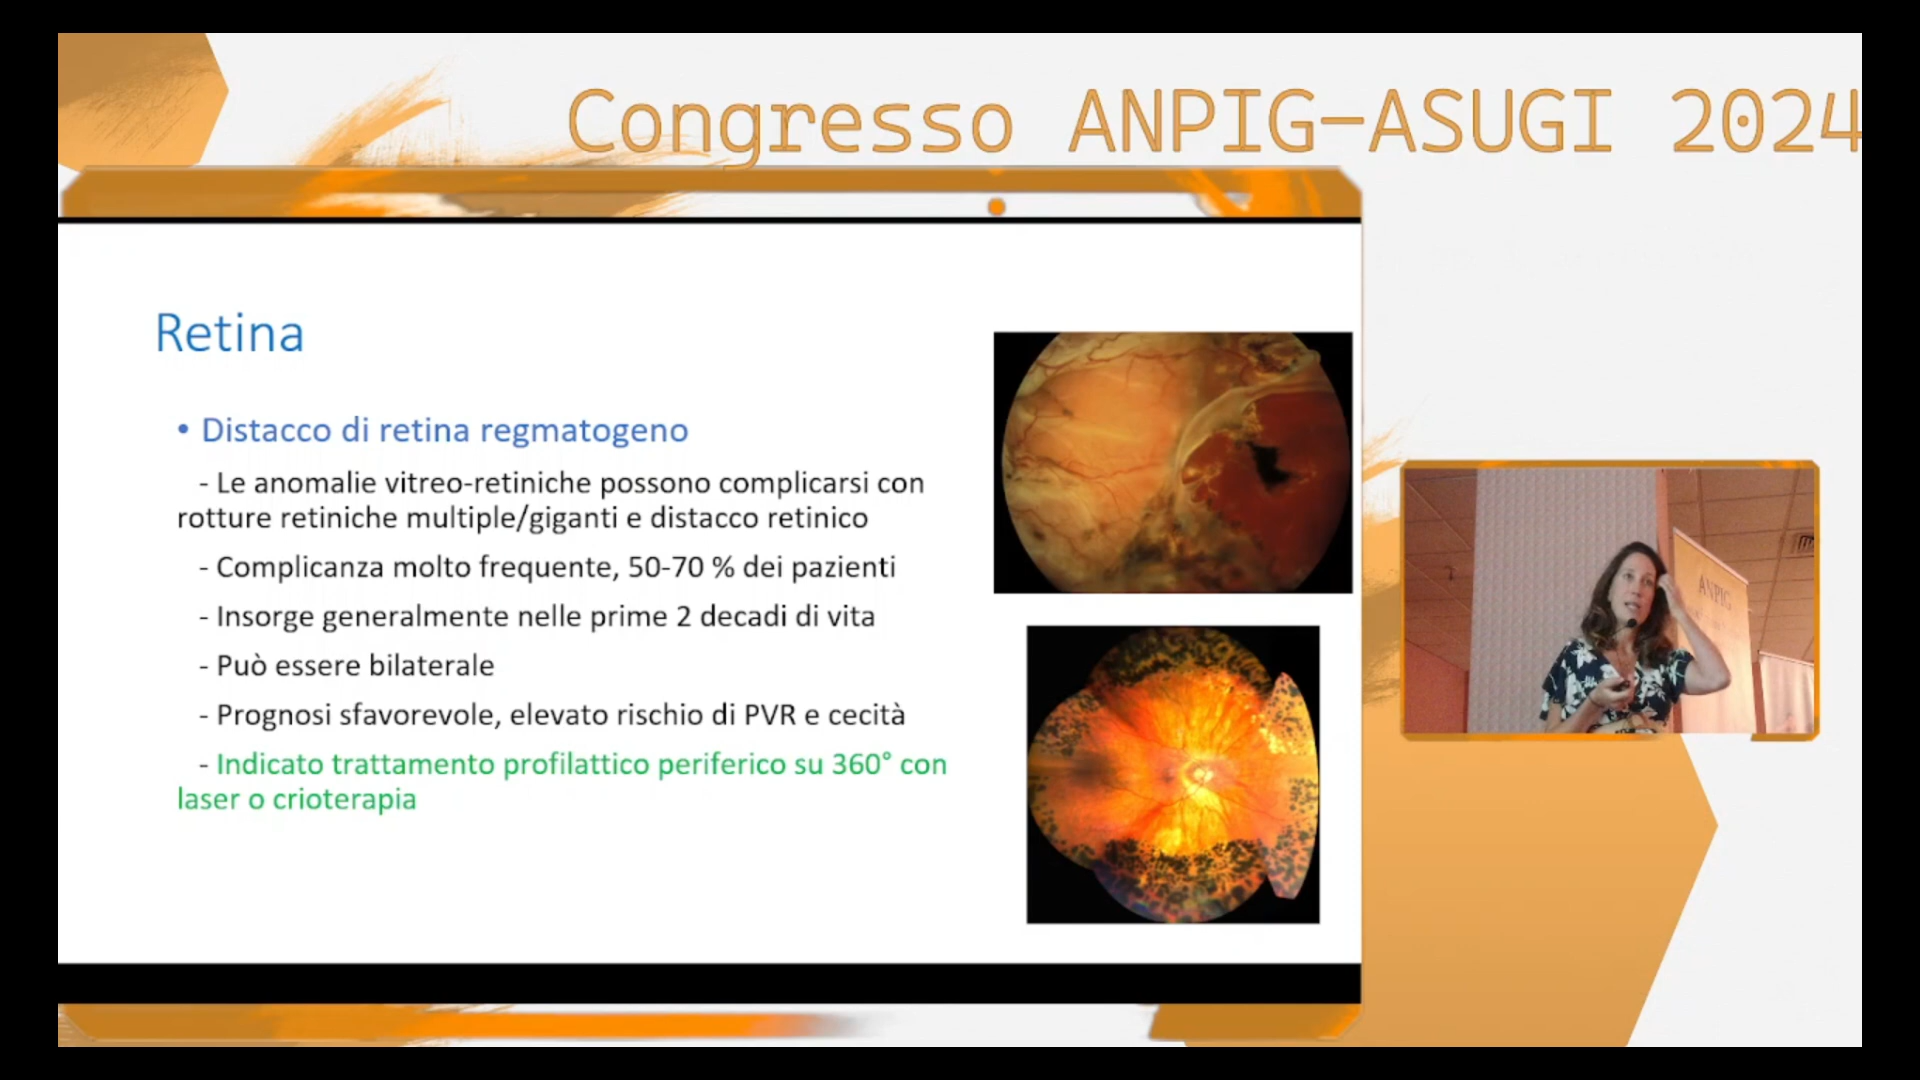 Congresso ANPIG-ASUGI 2024
Retina
• Distacco di retina regmatogeno
- Le anomalie vitreo-retiniche possono complicarsi con
rotture retiniche multiple/giganti e distacco retinico
- Complicanza molto frequente, 50-70 % dei pazienti
- Insorge generalmente nelle prime 2 decadi di vita
- Può essere bilaterale
- Prognosi sfavorevole, elevato rischio di PVR e cecità
- Indicato trattamento profilattico periferico su 360° con
laser o crioterapia
ANPIG